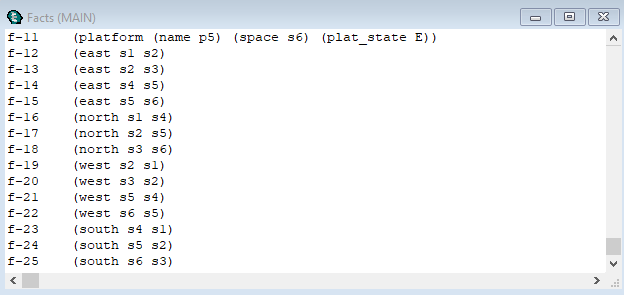 Facts (MAIN)
f-11 (platform (name p5) (space s6) (plat_state E))
f-12 (east s1 s2)
f-13 (east s2 s3)
f-14 (east s4 s5)
f-15 (east s5 s6)
f-16 (north s1 s4)
f-17 (north s2 s5)
f-18 (north s3 s6)
f-19 (west s2 s1)
f-20 (west s3 s2)
f-21 (west s5 s4)
f-22 (west s6 s5)
f-23 (south s4 s1)
f-24 (south s5 s2)
f-25 (south s6 s3)